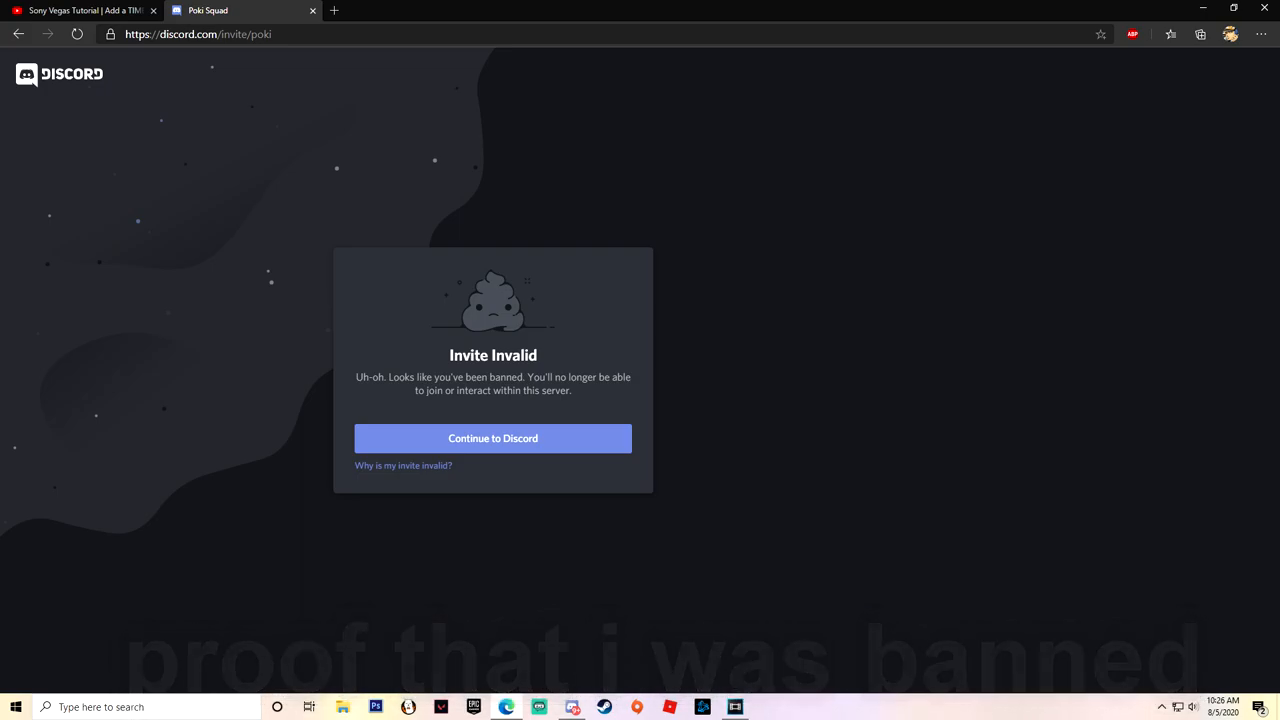 Sony Vegas Tutorial | Add a TIM
Poki Squad
https://discord.com/invite/poki
ABP
DISCORD
Invite Invalid
Uh-oh. Looks like you've been banned. You'll no longer be able
to join or interact within this server.
Continue to Discord
Why is my invite invalid?
proof that i was banned
Type here to search
Ps
EPIC
GAMES
10:26 AM
8/5/2020
2